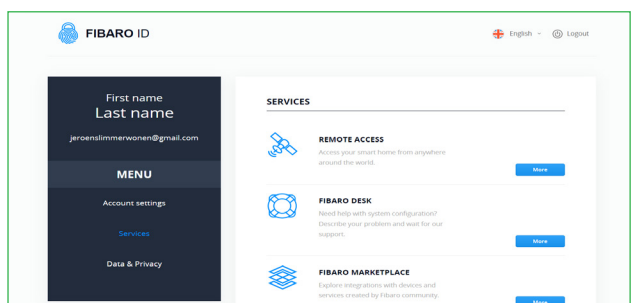 FIBARO ID
English
Logout
First name
Last name
jeroenslimmerwonen@gmail.com
MENU
Account settings
Services
Data & Privacy
SERVICES
REMOTE ACCESS
Access your smart home from anywhere
around the world.
More
FIBARO DESK
Need help with system configuration?
Describe your problem and wait for our
support.
More
FIBARO MARKETPLACE
Explore integrations with devices and
services created by Fibaro community.
More